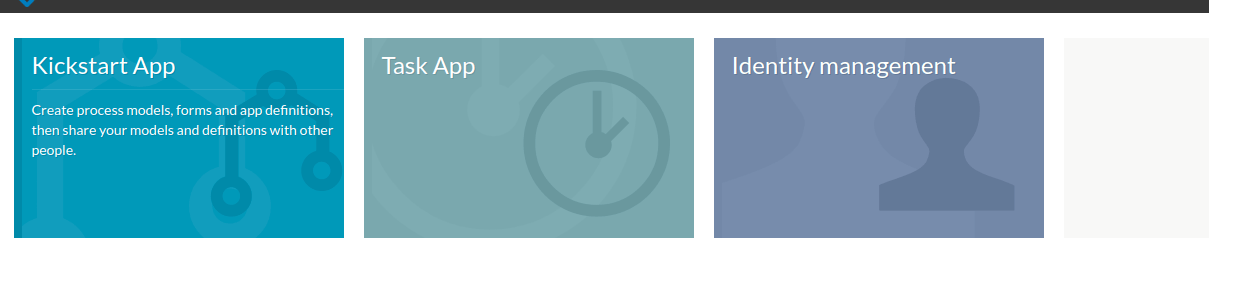 Kickstart App
Create process models, forms and app definitions,
then share your models and definitions with other
people.
Task App
Identity management